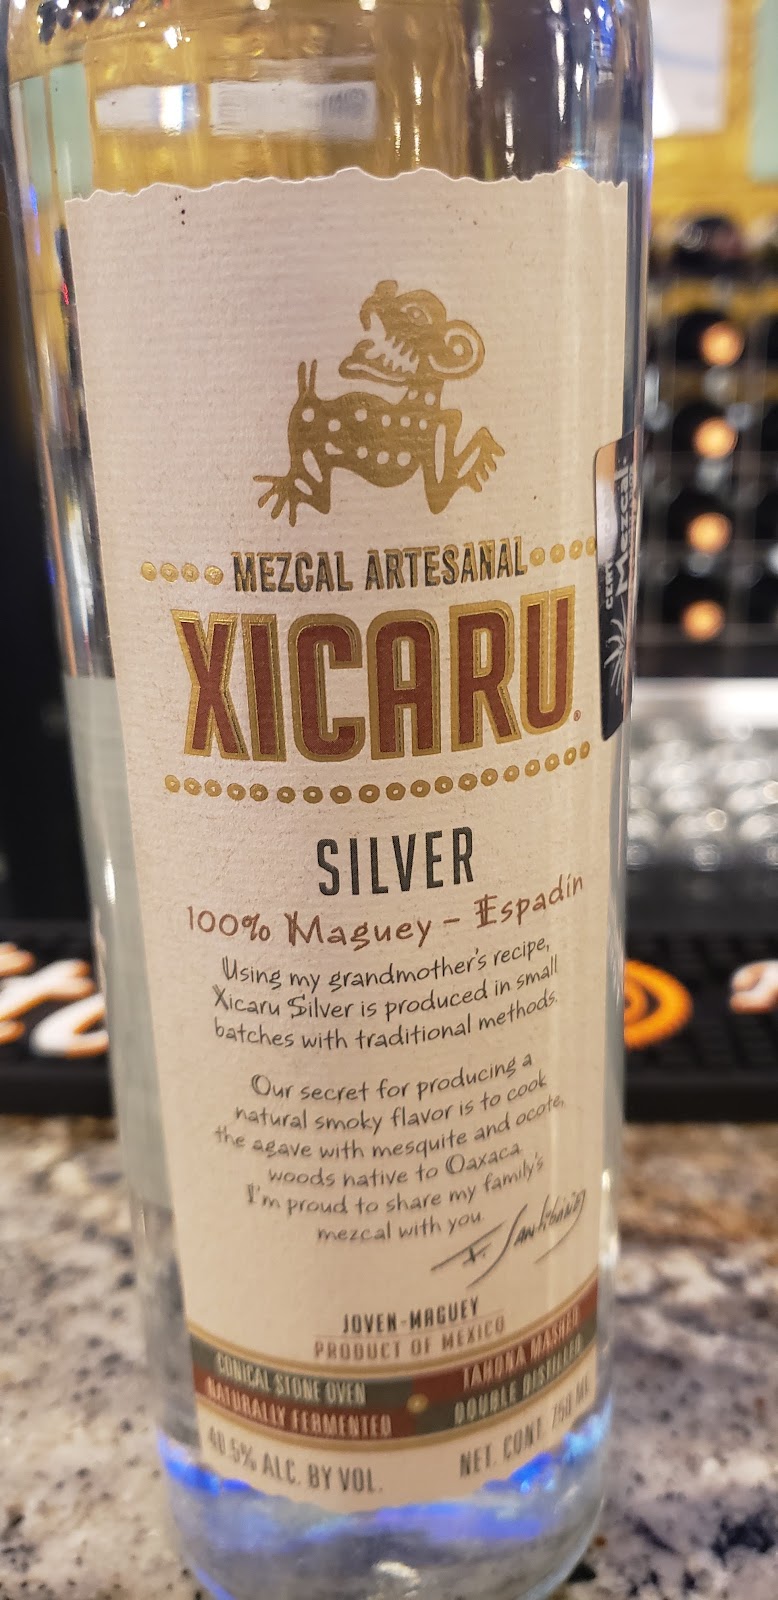 MEZCAL ARTESANAL
XICARU®
SILVER
100% Maguey - Espadín
Using my grandmother's recipe,
Xicaru Silver is produced in small
batches with traditional methods.
Our secret for producing a
natural smoky flavor is to cook
the agave with mesquite and ocote,
woods native to Oaxaca.
I'm proud to share my family's
mezcal with you.
F. Santibáñez
JOVEN-MAGUEY
PRODUCT OF MEXICO
CONICAL STONE OVEN
NATURALLY FERMENTED
TAHONA MASHED
DOUBLE DISTILLED
40.5% ALC. BY VOL.
NET. CONT. 750 ML
CERT
Mezcal